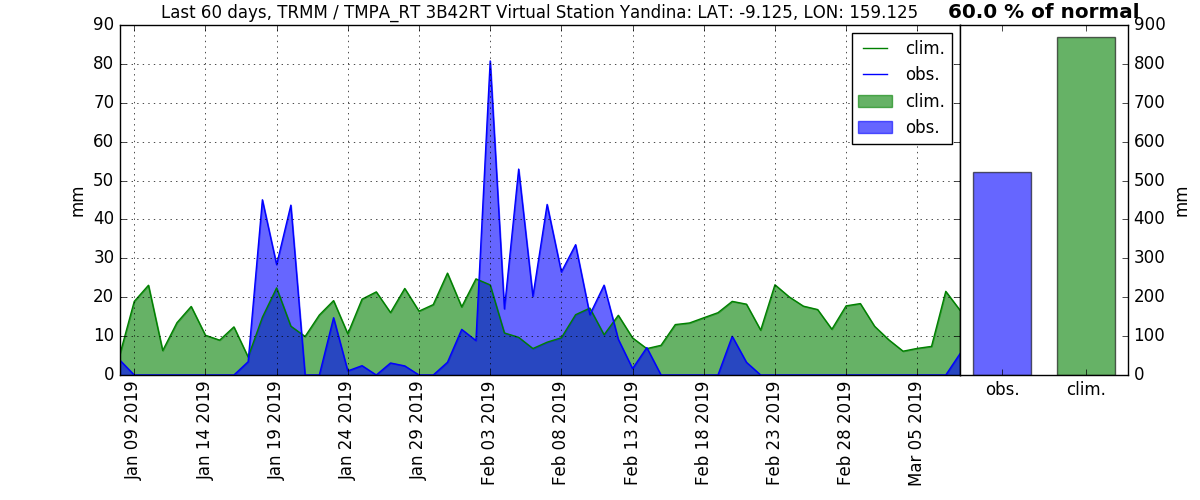 Last 60 days, TRMM / TMPA_RT 3B42RT Virtual Station Yandina: LAT: -9.125, LON: 159.125
60.0 % of normal
90
80
70
60
50
40
30
20
10
0
mm
clim.
obs.
clim.
obs.
900
800
700
600
500
400
300
200
100
0
mm
Jan 09 2019
Jan 14 2019
Jan 19 2019
Jan 24 2019
Jan 29 2019
Feb 03 2019
Feb 08 2019
Feb 13 2019
Feb 18 2019
Feb 23 2019
Feb 28 2019
Mar 05 2019
obs.
clim.